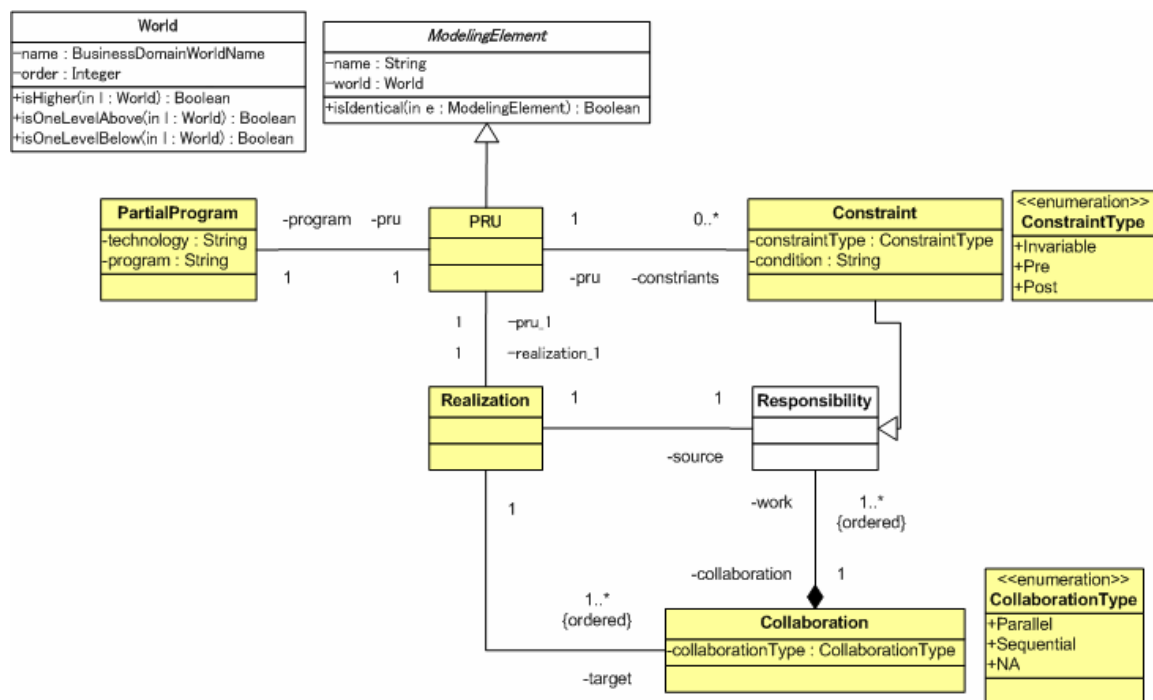 World
-name : BusinessDomainWorldName
-order : Integer
+isHigher(in l : World) : Boolean
+isOneLevelAbove(in l : World) : Boolean
+isOneLevelBelow(in l : World) : Boolean
ModelingElement
-name : String
-world : World
+isIdentical(in e : ModelingElement) : Boolean
PartialProgram
-technology : String
-program : String
-program
-pru
1
1
PRU
1
0..*
-pru
-constriants
Constraint
-constraintType : ConstraintType
-condition : String
<<enumeration>>
ConstraintType
+Invariable
+Pre
+Post
1
-pru_1
1
-realization_1
Realization
1
1
-source
Responsibility
1
-work
1..*
{ordered}
-collaboration
1
1..*
{ordered}
-target
Collaboration
-collaborationType : CollaborationType
<<enumeration>>
CollaborationType
+Parallel
+Sequential
+NA